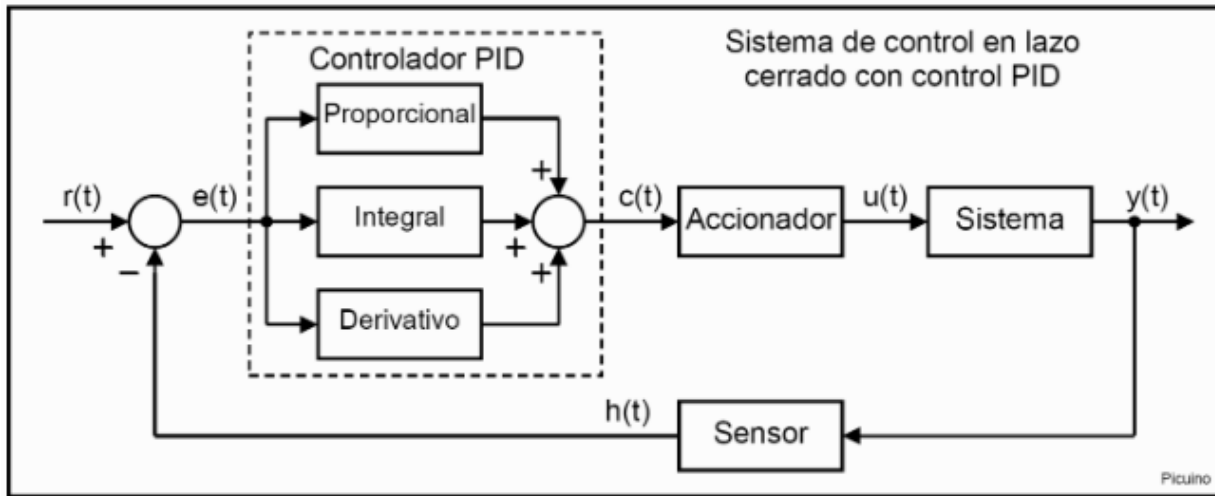 Controlador PID
Sistema de control en lazo
cerrado con control PID
Proporcional
+
r(t)
e(t)
Integral
c(t)
Accionador
u(t)
Sistema
y(t)
+
+
−
+
Derivativo
h(t)
Sensor
Picuino